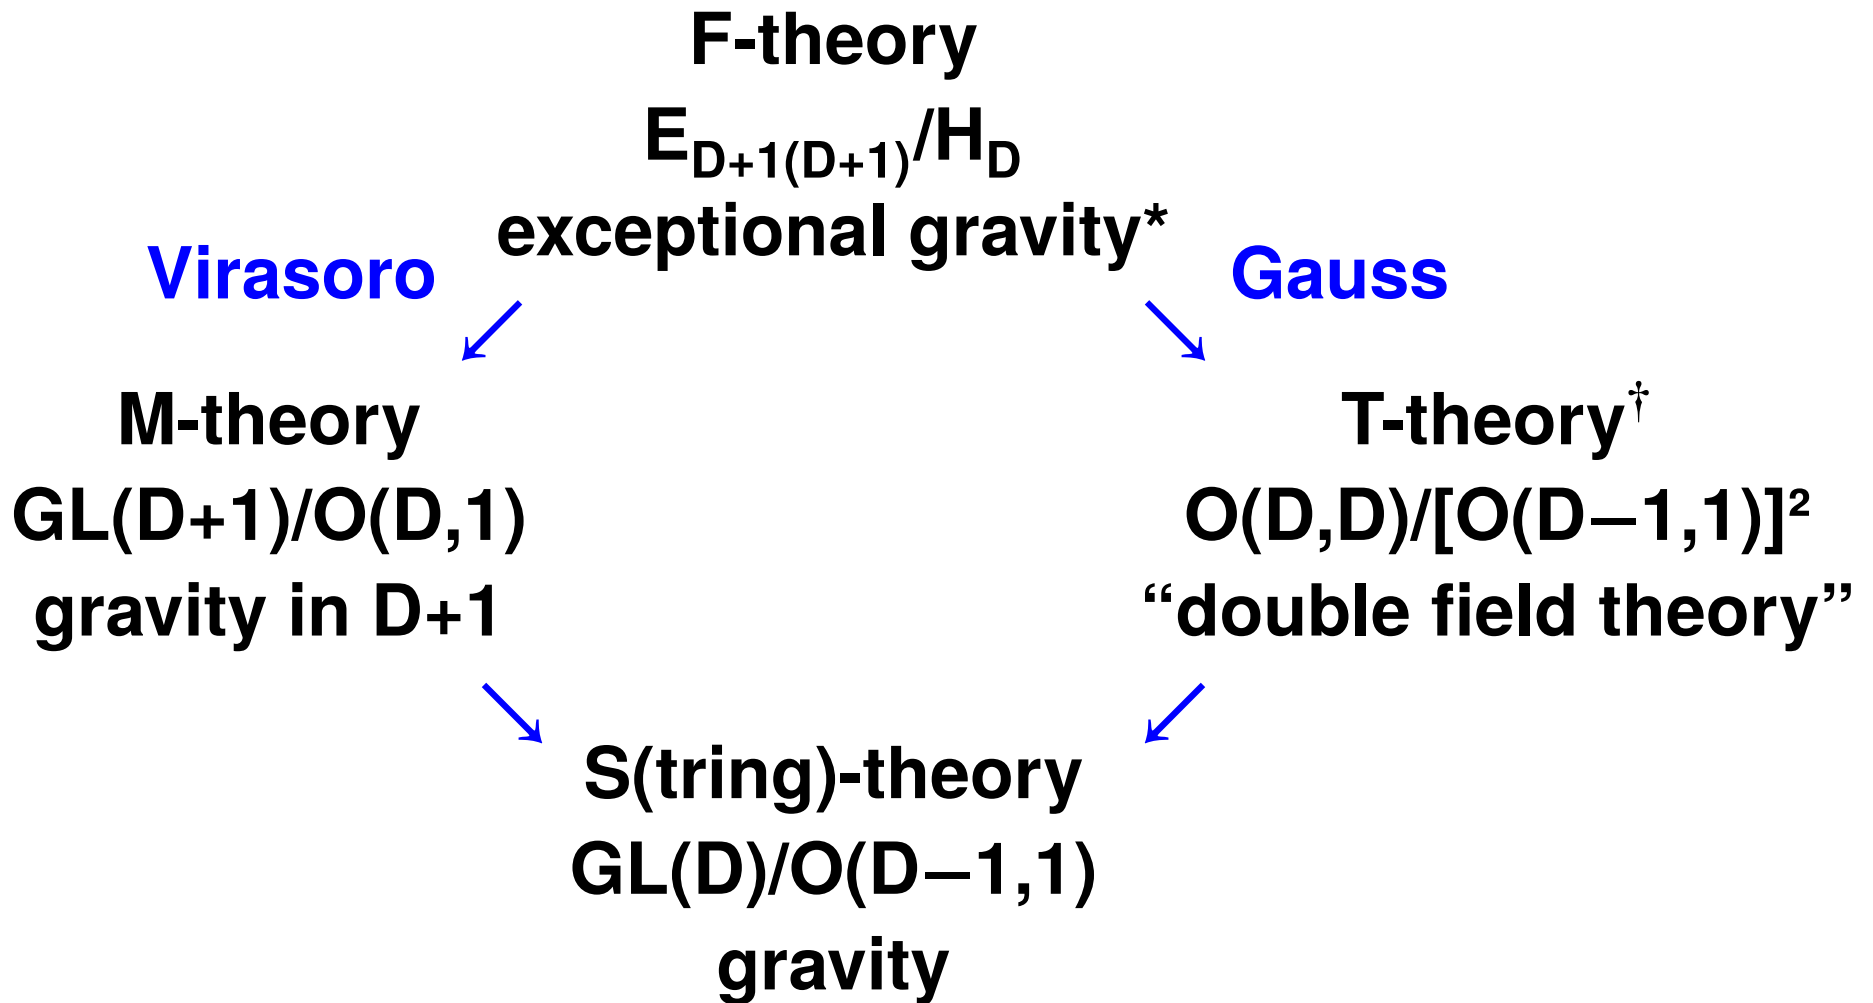 F-theory
E_{D+1(D+1)}/H_D
exceptional gravity*
Virasoro
Gauss
M-theory
GL(D+1)/O(D,1)
gravity in D+1
T-theory†
O(D,D)/[O(D–1,1)]²
“double field theory”
S(tring)-theory
GL(D)/O(D–1,1)
gravity